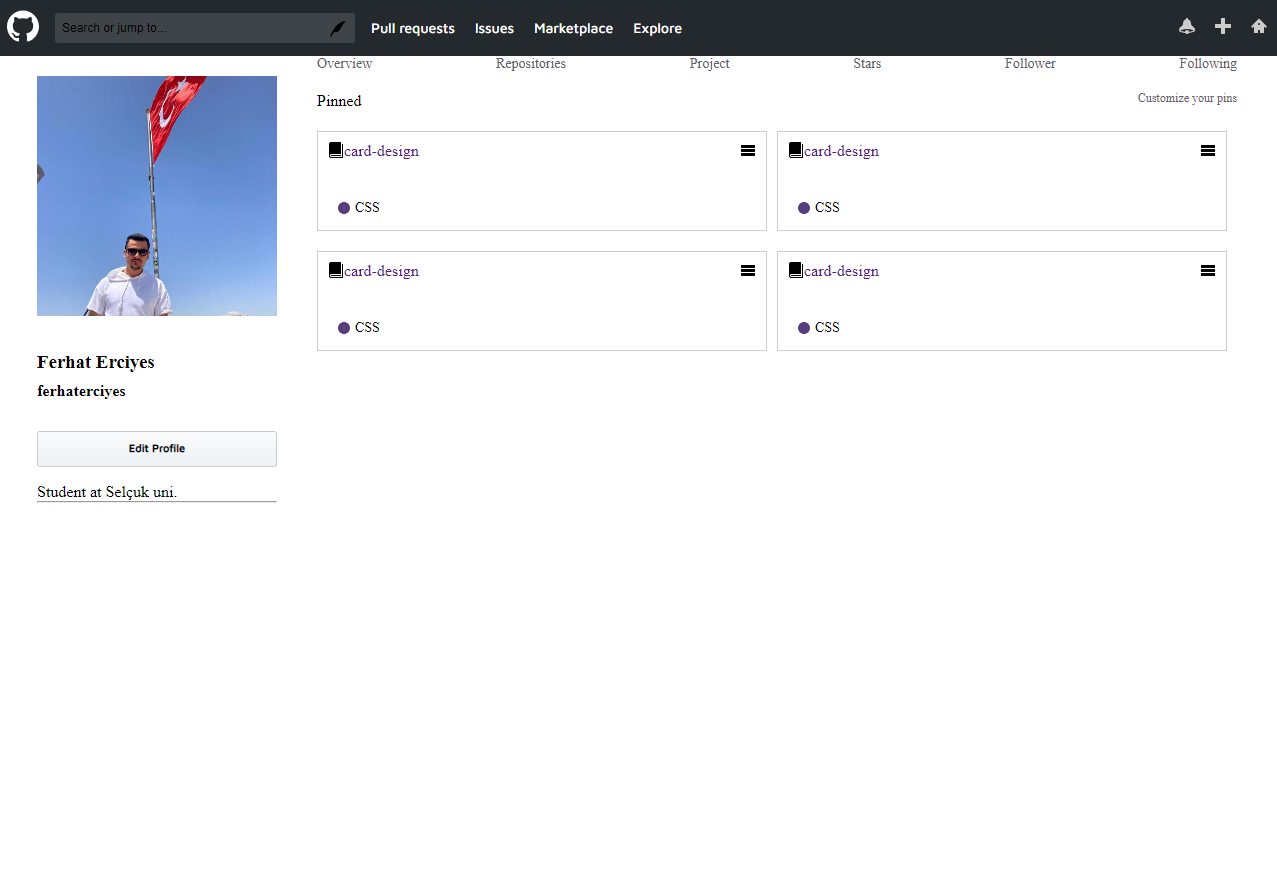 Search or jump to... Pull requests Issues Marketplace Explore
Overview Repositories Project Stars Follower Following
Pinned Customize your pins
card-design card-design
CSS CSS
card-design card-design
CSS CSS
Ferhat Erciyes
ferhaterciyes
Edit Profile
Student at Selçuk uni.